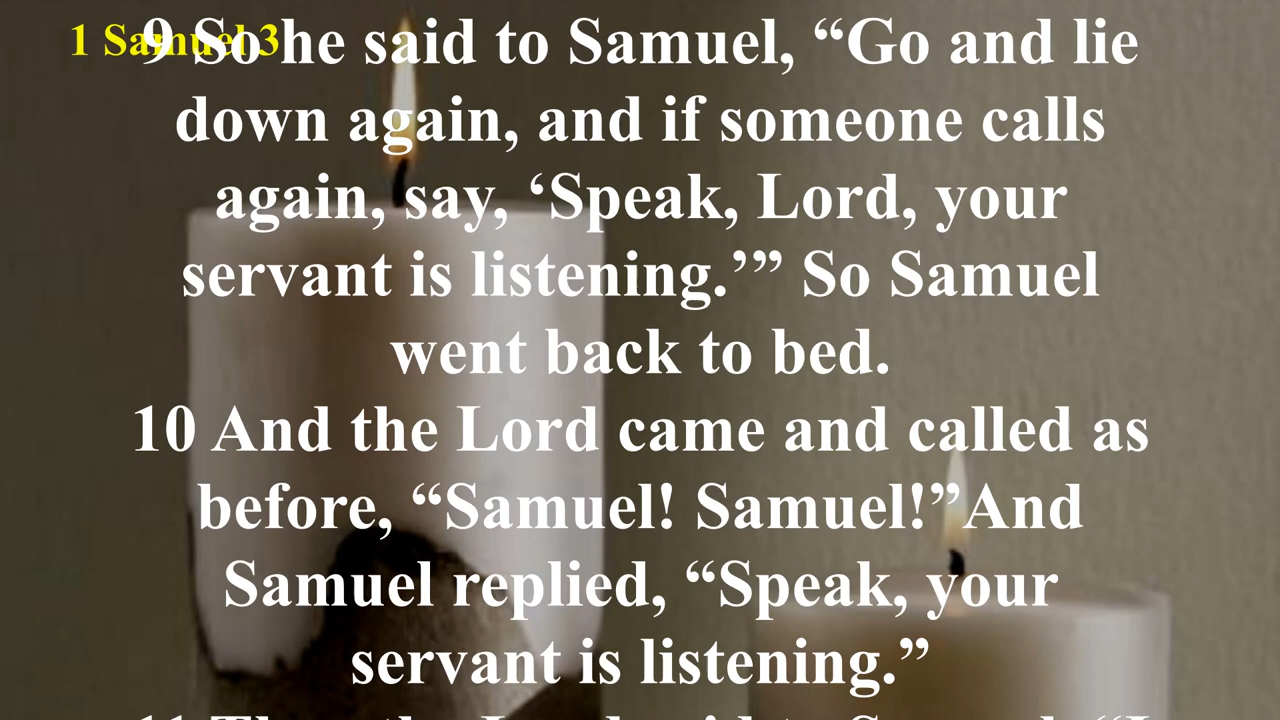 1 Samuel 3
9 So he said to Samuel, “Go and lie
down again, and if someone calls
again, say, ‘Speak, Lord, your
servant is listening.’” So Samuel
went back to bed.
10 And the Lord came and called as
before, “Samuel! Samuel!”And
Samuel replied, “Speak, your
servant is listening.”